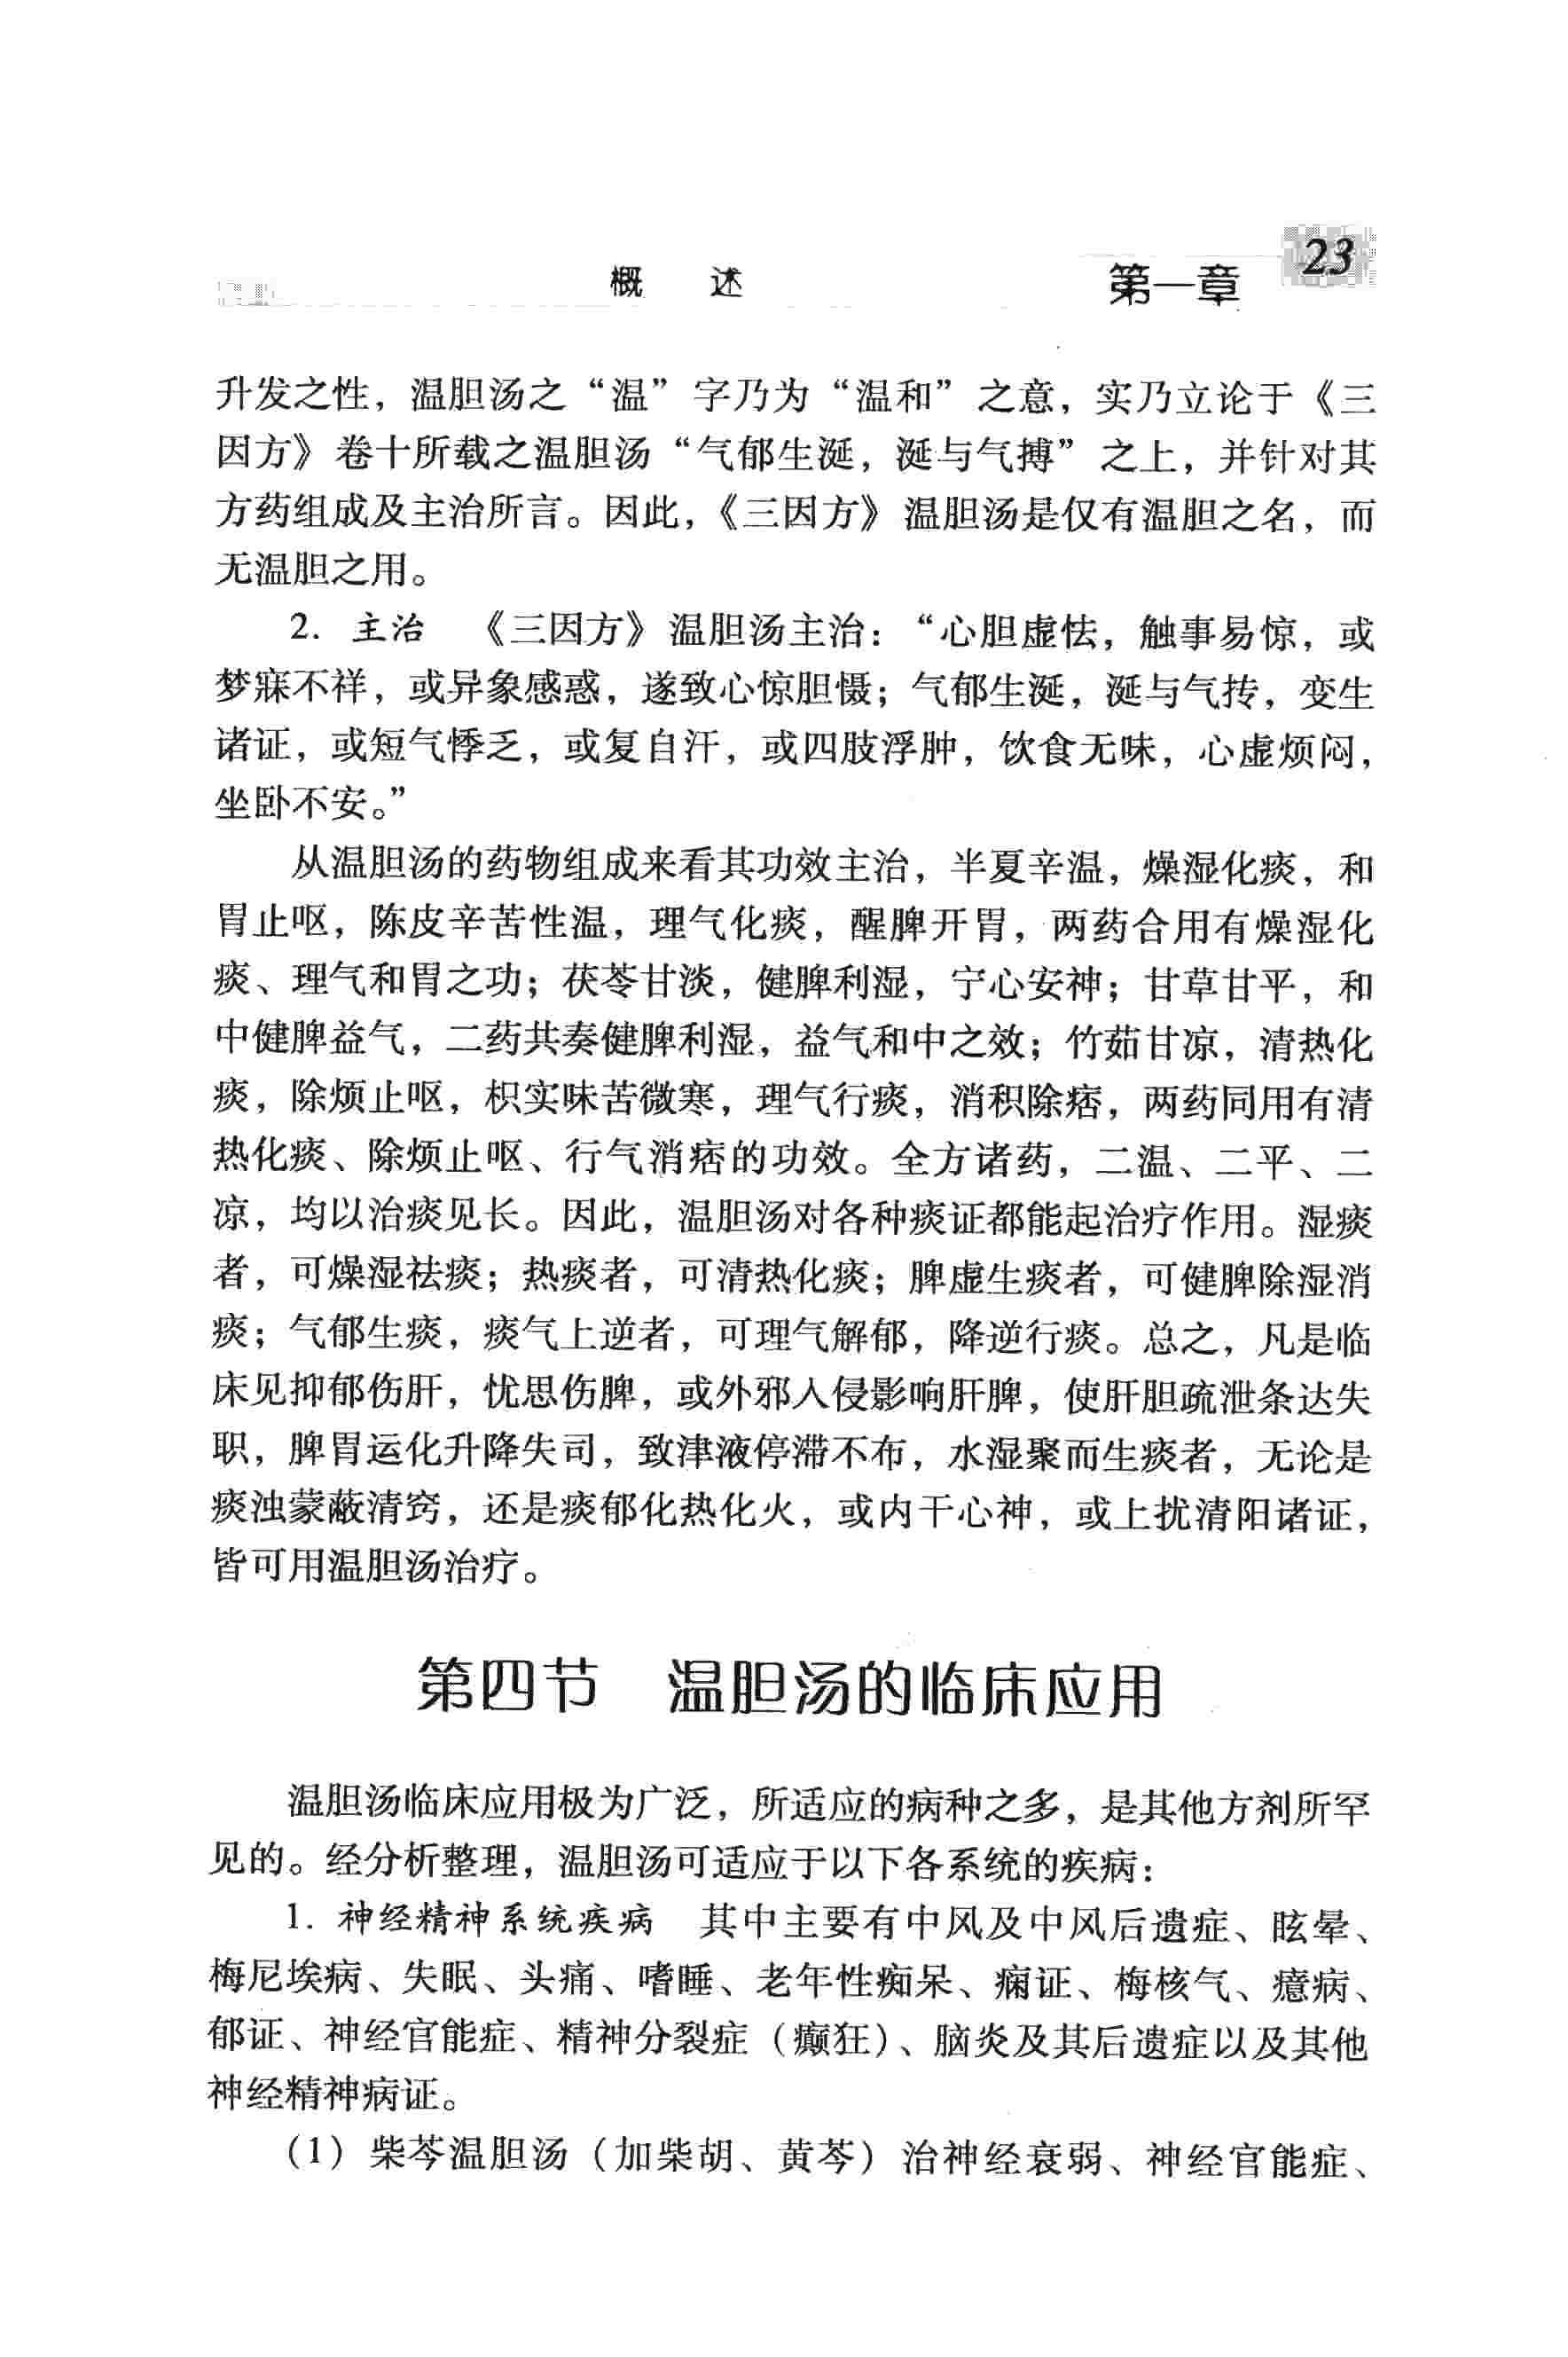 概 述 第一章 23
升发之性，温胆汤之“温”字乃为“温和”之意，实乃立论于《三
因方》卷十所载之温胆汤“气郁生涎，涎与气搏”之上，并针对其
方药组成及主治所言。因此，《三因方》温胆汤是仅有温胆之名，而
无温胆之用。
2. 主治 《三因方》温胆汤主治：“心胆虚怯，触事易惊，或
梦寐不祥，或异象感惑，遂致心惊胆慑；气郁生涎，涎与气抟，变生
诸证，或短气悸乏，或复自汗，或四肢浮肿，饮食无味，心虚烦闷，
坐卧不安。”
从温胆汤的药物组成来看其功效主治，半夏辛温，燥湿化痰，和
胃止呕，陈皮辛苦性温，理气化痰，醒脾开胃，两药合用有燥湿化
痰、理气和胃之功；茯苓甘淡，健脾利湿，宁心安神；甘草甘平，和
中健脾益气，二药共奏健脾利湿，益气和中之效；竹茹甘凉，清热化
痰，除烦止呕，枳实味苦微寒，理气行痰，消积除痞，两药同用有清
热化痰、除烦止呕、行气消痞的功效。全方诸药，二温、二平、二
凉，均以治痰见长。因此，温胆汤对各种痰证都能起治疗作用。湿痰
者，可燥湿祛痰；热痰者，可清热化痰；脾虚生痰者，可健脾除湿消
痰；气郁生痰，痰气上逆者，可理气解郁，降逆行痰。总之，凡是临
床见抑郁伤肝，忧思伤脾，或外邪入侵影响肝脾，使肝胆疏泄条达失
职，脾胃运化升降失司，致津液停滞不布，水湿聚而生痰者，无论是
痰浊蒙蔽清窍，还是痰郁化热化火，或内干心神，或上扰清阳诸证，
皆可用温胆汤治疗。
第四节 温胆汤的临床应用
温胆汤临床应用极为广泛，所适应的病种之多，是其他方剂所罕
见的。经分析整理，温胆汤可适应于以下各系统的疾病：
1. 神经精神系统疾病 其中主要有中风及中风后遗症、眩晕、
梅尼埃病、失眠、头痛、嗜睡、老年性痴呆、痫证、梅核气、癔病、
郁证、神经官能症、精神分裂症（癫狂）、脑炎及其后遗症以及其他
神经精神病证。
（1）柴芩温胆汤（加柴胡、黄芩）治神经衰弱、神经官能症、